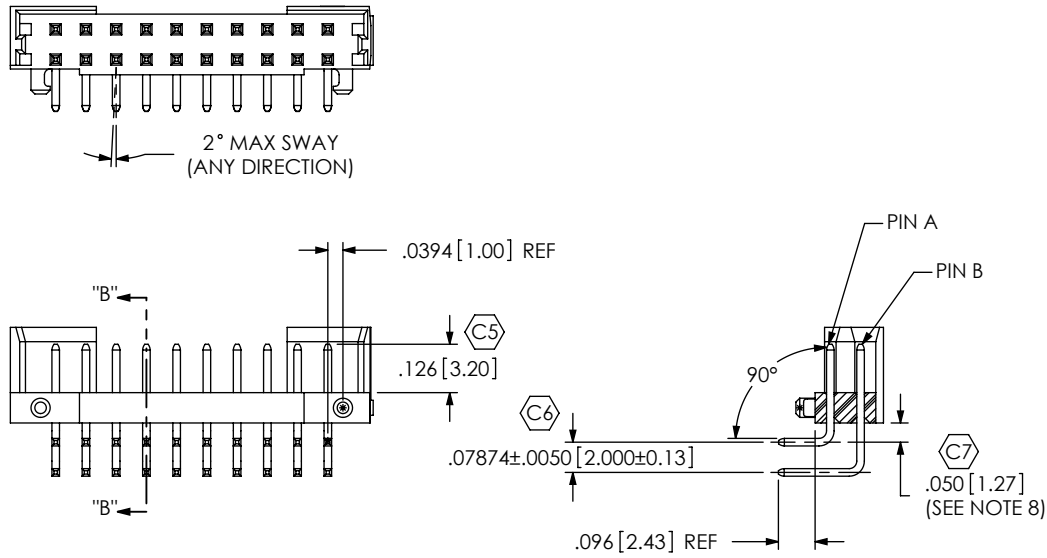 2° MAX SWAY
(ANY DIRECTION)
.0394[1.00] REF
"B"
C5
.126[3.20]
"B"
PIN A
PIN B
90°
C6
.07874±.0050[2.000±0.13]
C7
.050[1.27]
(SEE NOTE 8)
.096[2.43] REF